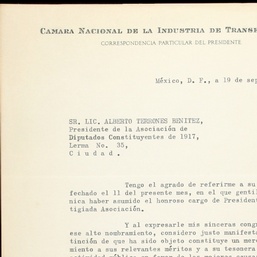 CAMARA NACIONAL DE LA INDUSTRIA DE TRANSF
CORRESPONDENCIA PARTICULAR DEL PRESIDENTE
México, D. F., a 19 de sep
SR. LIC. ALBERTO TERRONES BENITEZ,
Presidente de la Asociación de
Diputados Constituyentes de 1917,
Lerma No. 35,
C i u d a d .
Tengo el agrado de referirme a su
fechado el 11 del presente mes, en el que gentil
nica haber asumido el honroso cargo de President
tigiada Asociación.
Y al expresarle mis sinceras congr
ese alto nombramiento, considero justo manifesta
tinción de que ha sido objeto constituye un mere
miento a sus relevantes méritos y a su tesonera